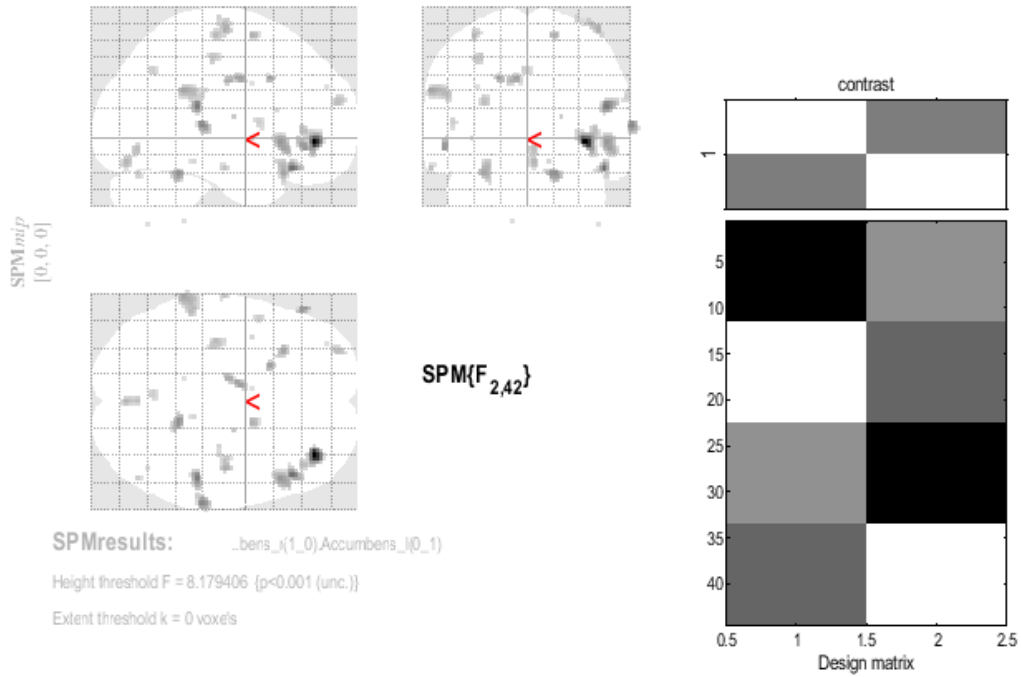 SPMmip
[0, 0, 0]
<
<
<
SPM{F2,42}
SPMresults: ..bens_r(1_0).Accumbens_l(0_1)
Height threshold F = 8.179406 {p<0.001 (unc.)}
Extent threshold k = 0 voxels
contrast
1
5
10
15
20
25
30
35
40
0.5 1 1.5 2 2.5
Design matrix